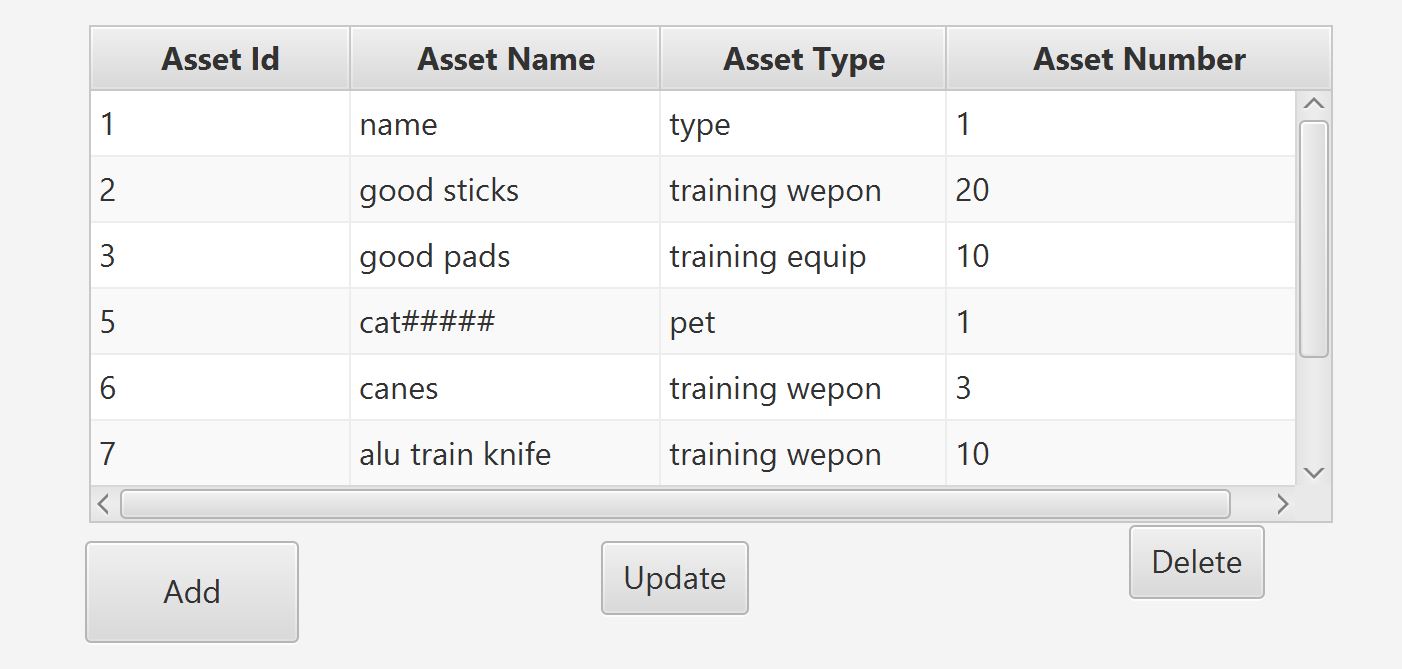 Asset Id Asset Name Asset Type Asset Number
1 name type 1
2 good sticks training wepon 20
3 good pads training equip 10
5 cat##### pet 1
6 canes training wepon 3
7 alu train knife training wepon 10
Add Update Delete